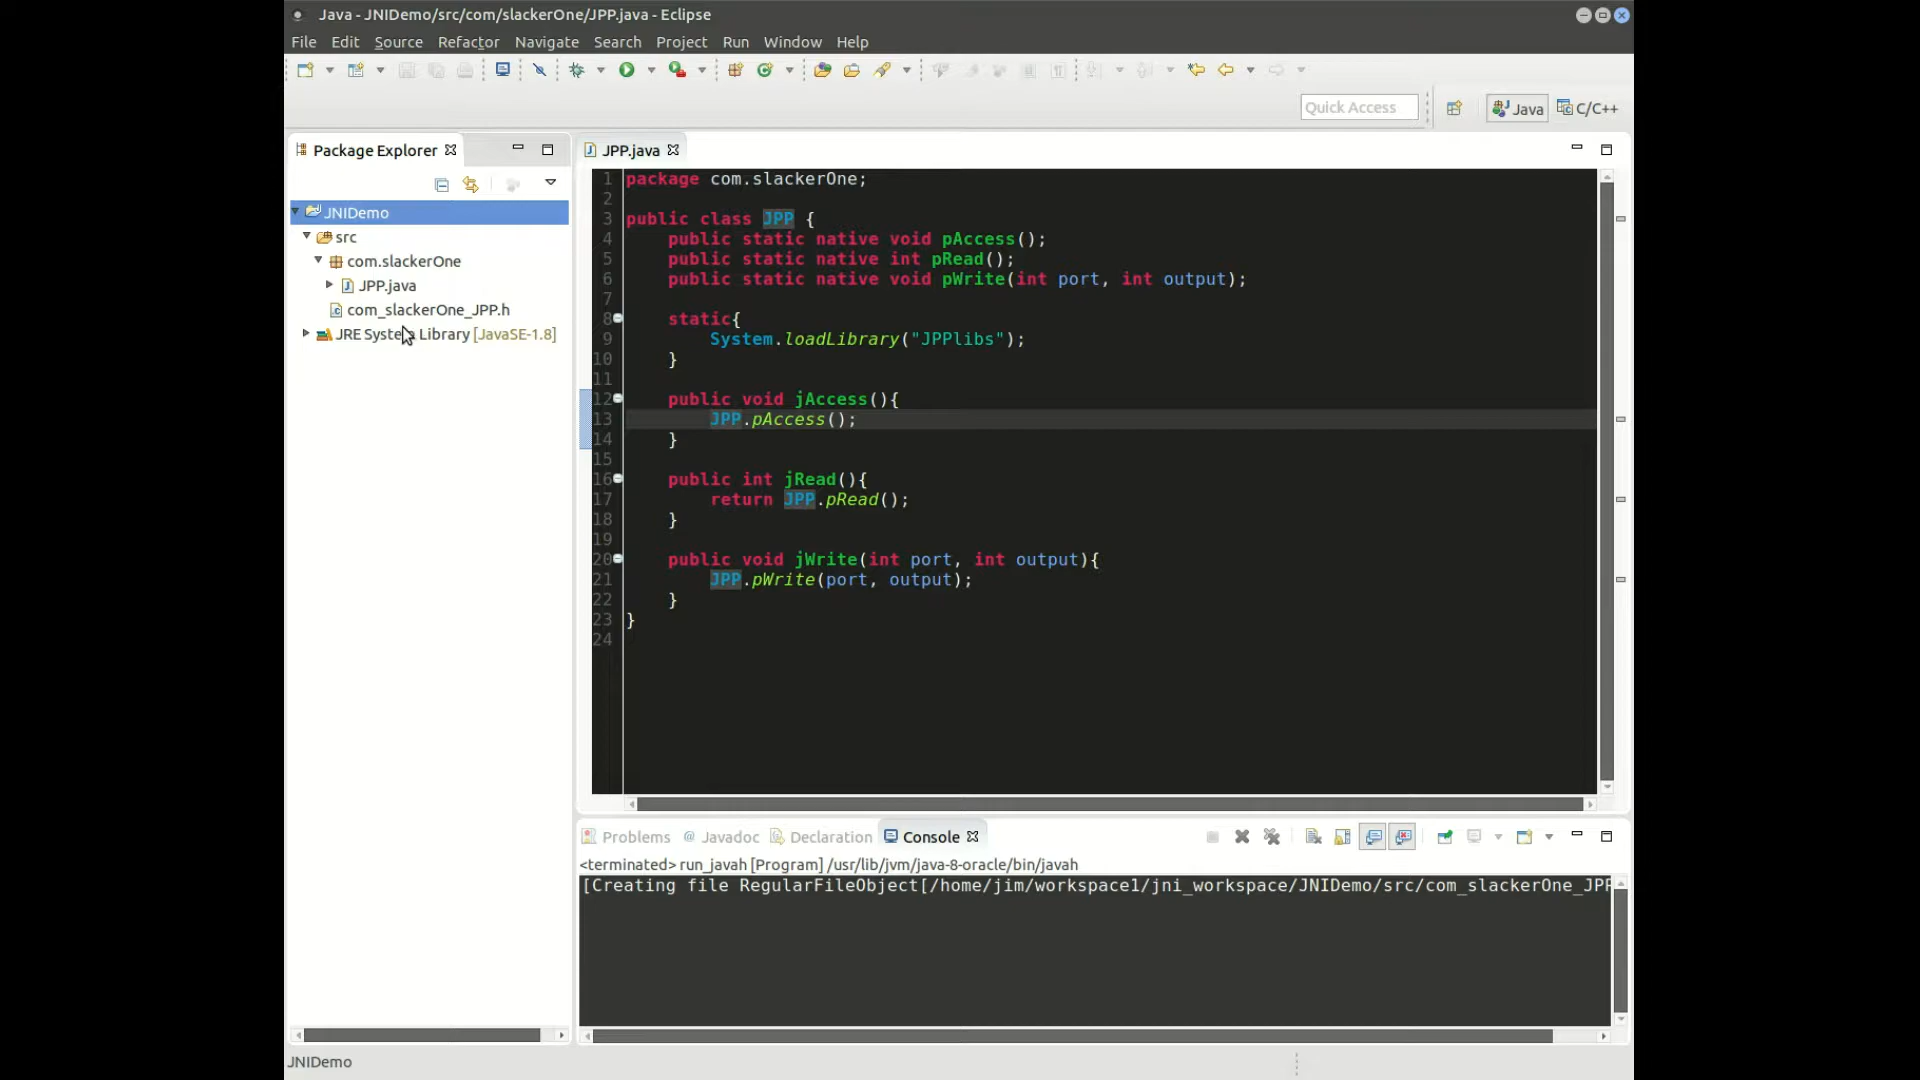 Java - JNIDemo/src/com/slackerOne/JPP.java - Eclipse
File Edit Source Refactor Navigate Search Project Run Window Help
Quick Access
Java
C/C++
Package Explorer
JNIDemo
src
com.slackerOne
JPP.java
com_slackerOne_JPP.h
JRE System Library [JavaSE-1.8]
JPP.java
1 package com.slackerOne;
2
3 public class JPP {
4 public static native void pAccess();
5 public static native int pRead();
6 public static native void pWrite(int port, int output);
7
8 static{
9 System.loadLibrary("JPPlibs");
10 }
11
12 public void jAccess(){
13 JPP.pAccess();
14 }
15
16 public int jRead(){
17 return JPP.pRead();
18 }
19
20 public void jWrite(int port, int output){
21 JPP.pWrite(port, output);
22 }
23 }
24
Problems @ Javadoc Declaration Console
<terminated> run_javah [Program] /usr/lib/jvm/java-8-oracle/bin/javah
[Creating file RegularFileObject[/home/jim/workspace1/jni_workspace/JNIDemo/src/com_slackerOne_JPP
JNIDemo